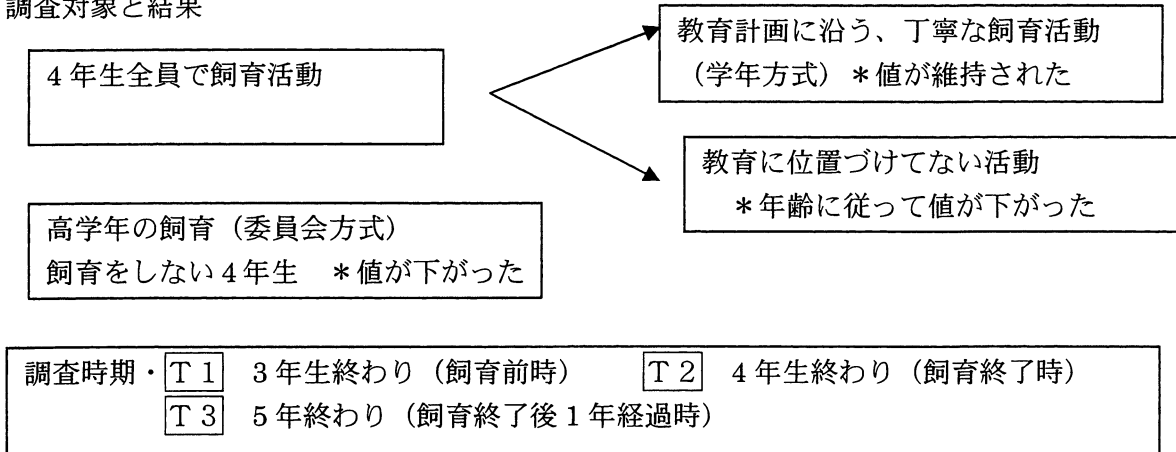 調査対象と結果
4年生全員で飼育活動
教育計画に沿う、丁寧な飼育活動
(学年方式)*値が維持された
教育に位置づけてない活動
*年齢に従って値が下がった
高学年の飼育(委員会方式)
飼育をしない4年生 *値が下がった
調査時期・T1 3年生終わり(飼育前時) T2 4年生終わり(飼育終了時)
T3 5年終わり(飼育終了後1年経過時)